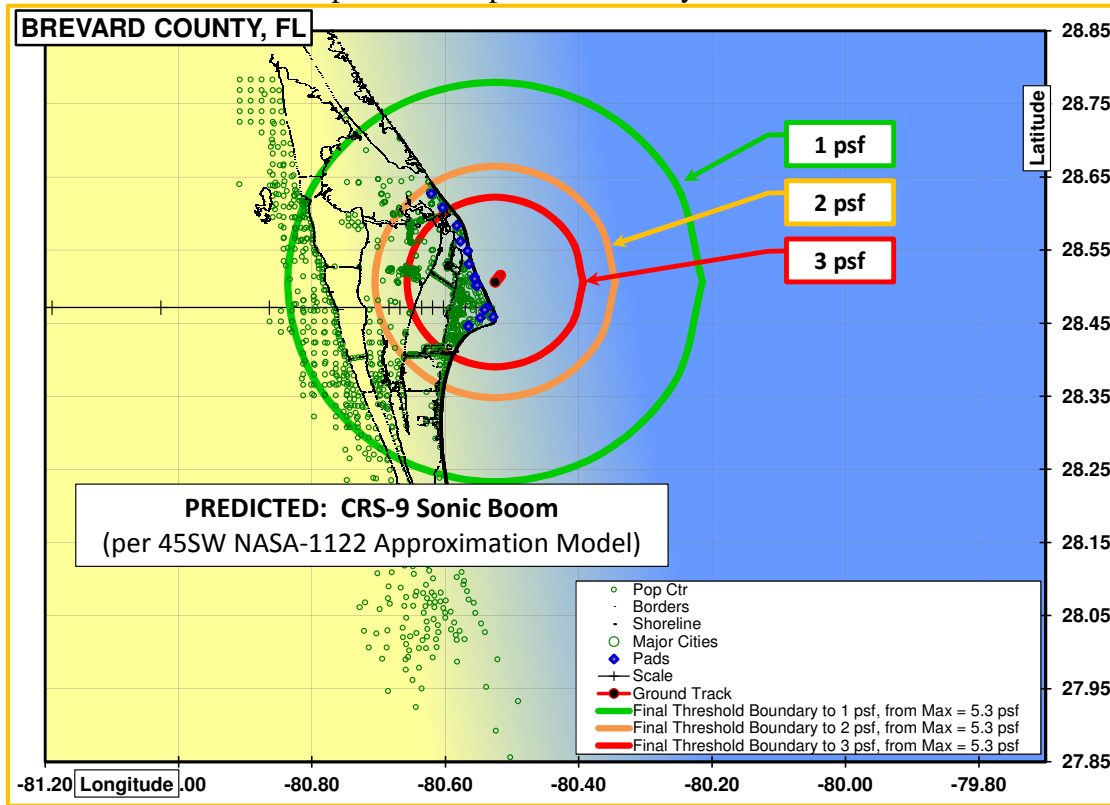 BREVARD COUNTY, FL
28.85
28.75
28.65
28.55
28.45
28.35
28.25
28.15
28.05
27.95
27.85
Latitude
1 psf
2 psf
3 psf
PREDICTED: CRS-9 Sonic Boom
(per 45SW NASA-1122 Approximation Model)
Pop Ctr
Borders
Shoreline
Major Cities
Pads
Scale
Ground Track
Final Threshold Boundary to 1 psf, from Max = 5.3 psf
Final Threshold Boundary to 2 psf, from Max = 5.3 psf
Final Threshold Boundary to 3 psf, from Max = 5.3 psf
-81.20 Longitude .00 -80.80 -80.60 -80.40 -80.20 -80.00 -79.80